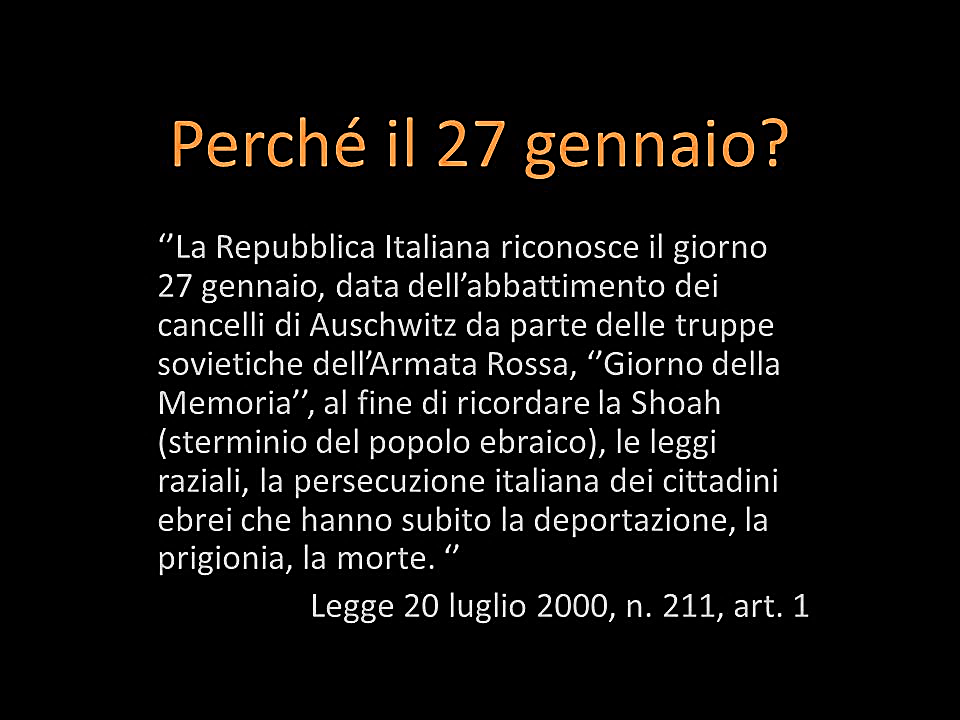 Perché il 27 gennaio?
‘’La Repubblica Italiana riconosce il giorno
27 gennaio, data dell’abbattimento dei
cancelli di Auschwitz da parte delle truppe
sovietiche dell’Armata Rossa, ‘’Giorno della
Memoria’’, al fine di ricordare la Shoah
(sterminio del popolo ebraico), le leggi
raziali, la persecuzione italiana dei cittadini
ebrei che hanno subito la deportazione, la
prigionia, la morte. ‘’
Legge 20 luglio 2000, n. 211, art. 1